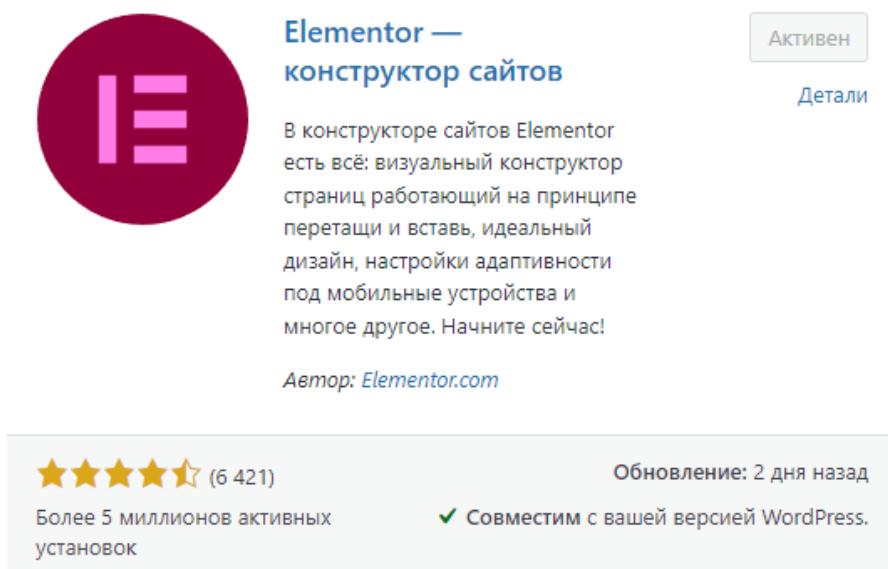 Elementor —
конструктор сайтов
Активен
Детали
В конструкторе сайтов Elementor
есть всё: визуальный конструктор
страниц работающий на принципе
перетащи и вставь, идеальный
дизайн, настройки адаптивности
под мобильные устройства и
многое другое. Начните сейчас!
Автор: Elementor.com
(6 421)
Более 5 миллионов активных
установок
Обновление: 2 дня назад
Совместим с вашей версией WordPress.